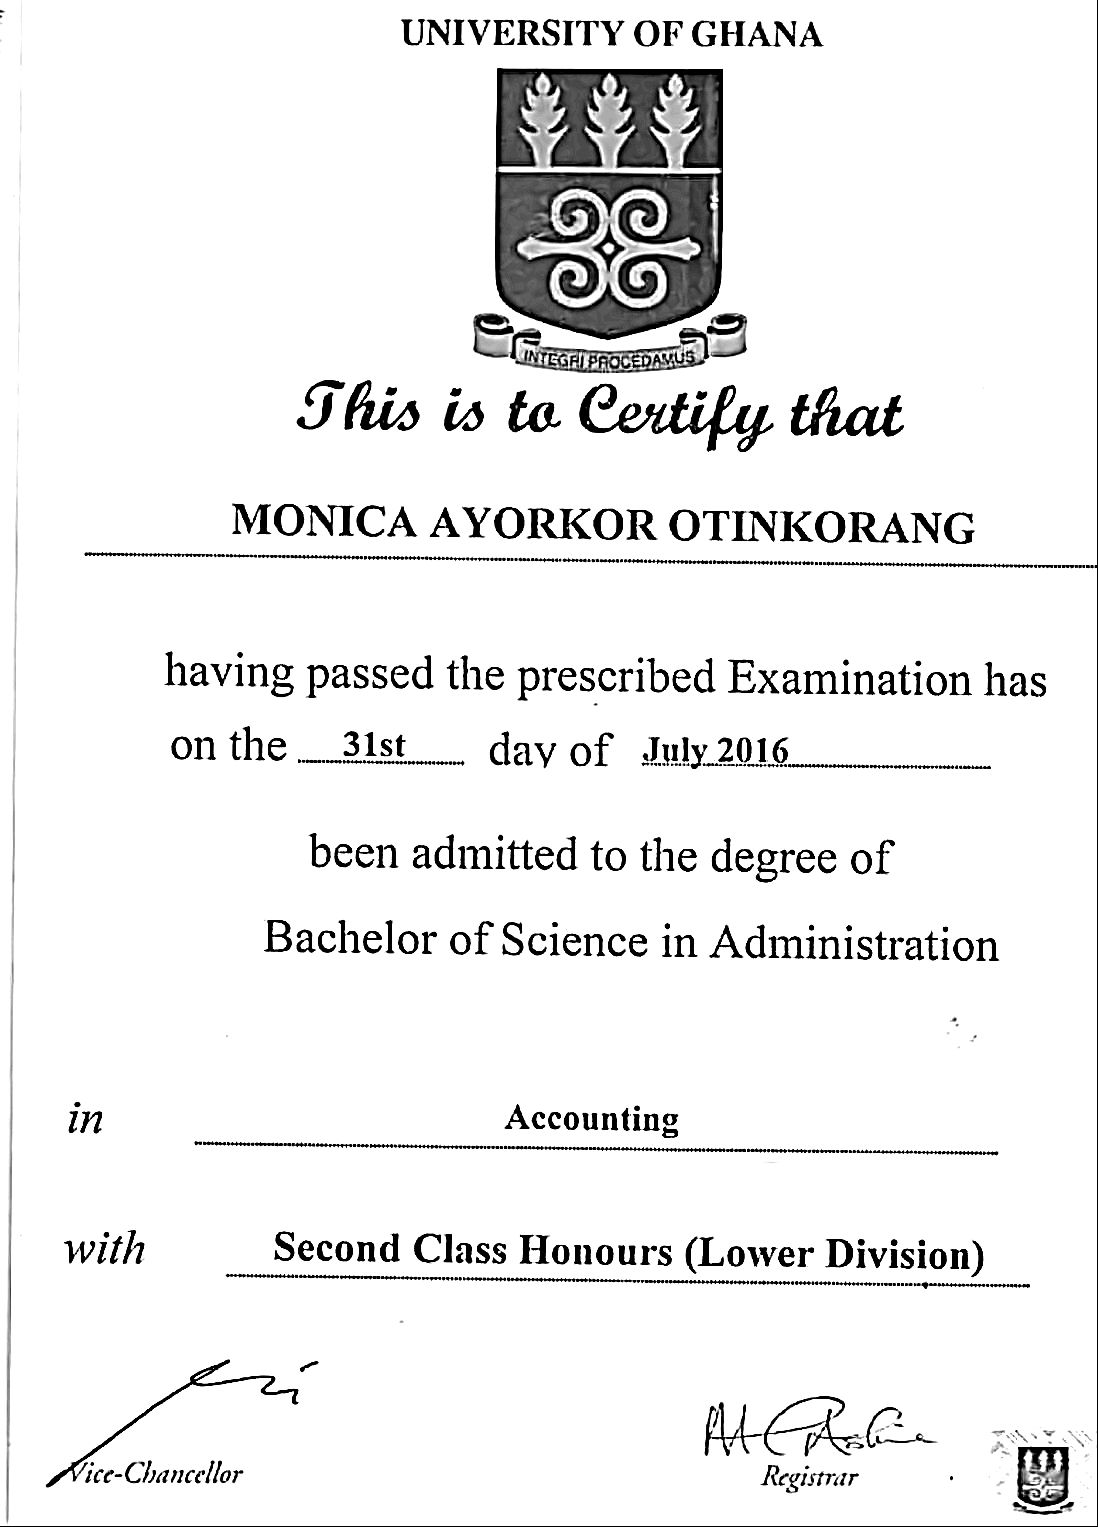 UNIVERSITY OF GHANA
INTEGRI PROCEDAMUS
This is to Certify that
MONICA AYORKOR OTINKORANG
having passed the prescribed Examination has
on the 31st day of July 2016
been admitted to the degree of
Bachelor of Science in Administration
in Accounting
with Second Class Honours (Lower Division)
Vice-Chancellor
Registrar